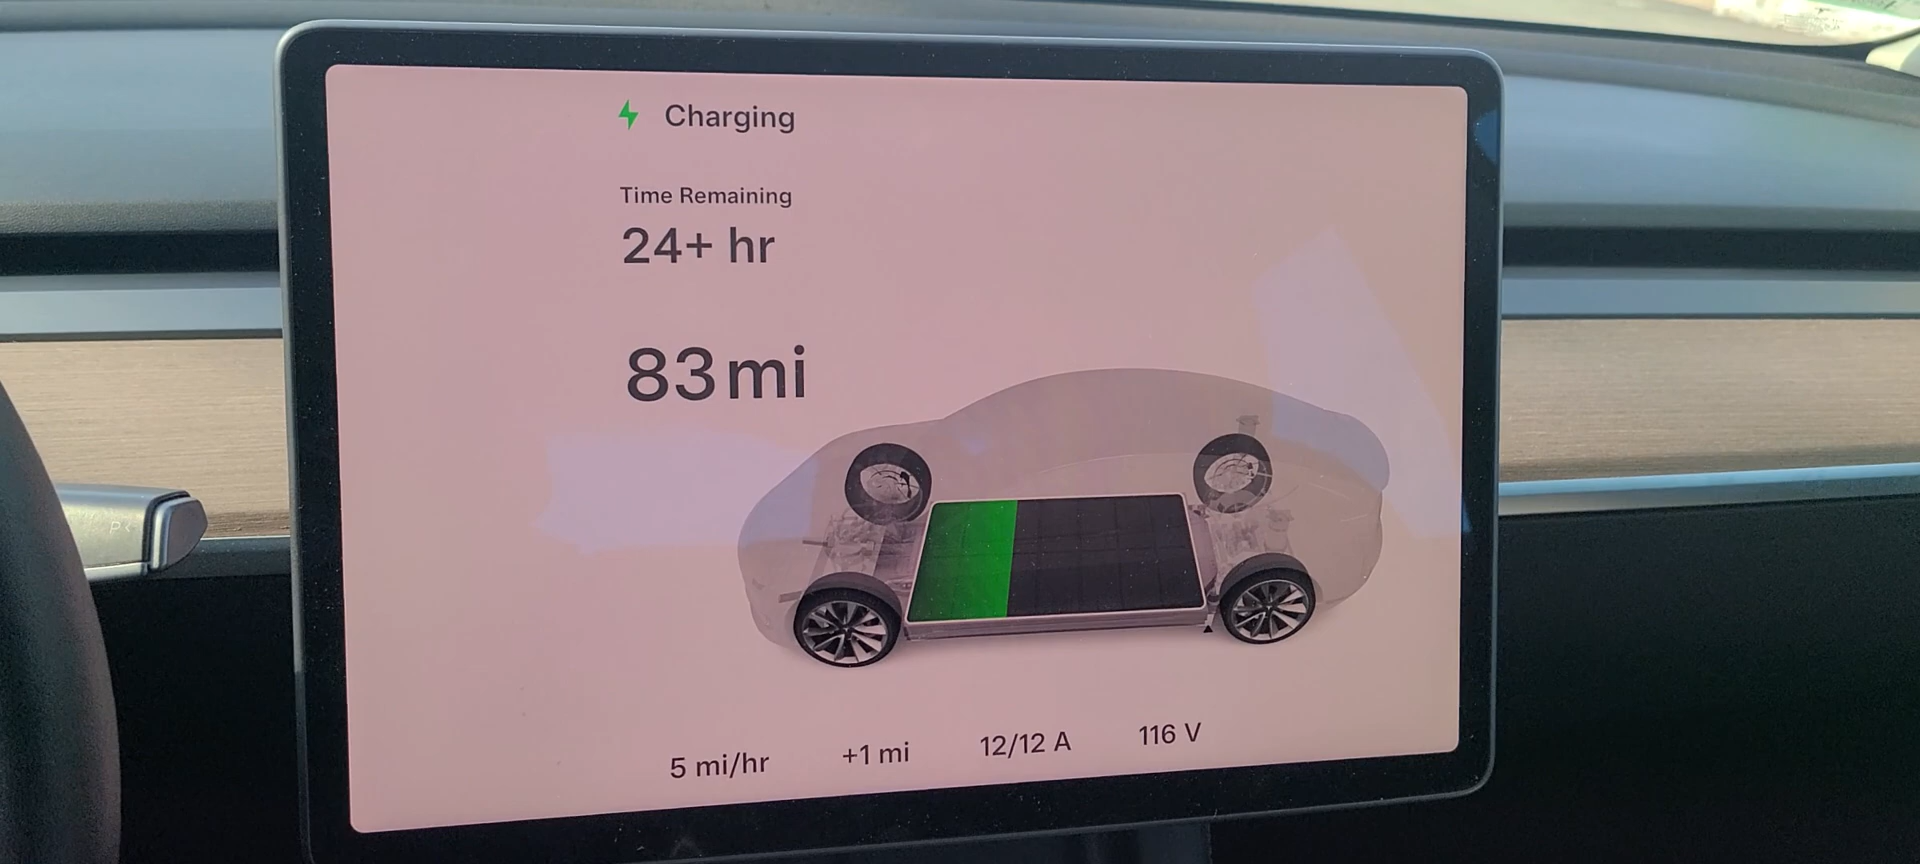 Charging
Time Remaining
24+ hr
83 mi
5 mi/hr
+1 mi
12/12 A
116 V
P